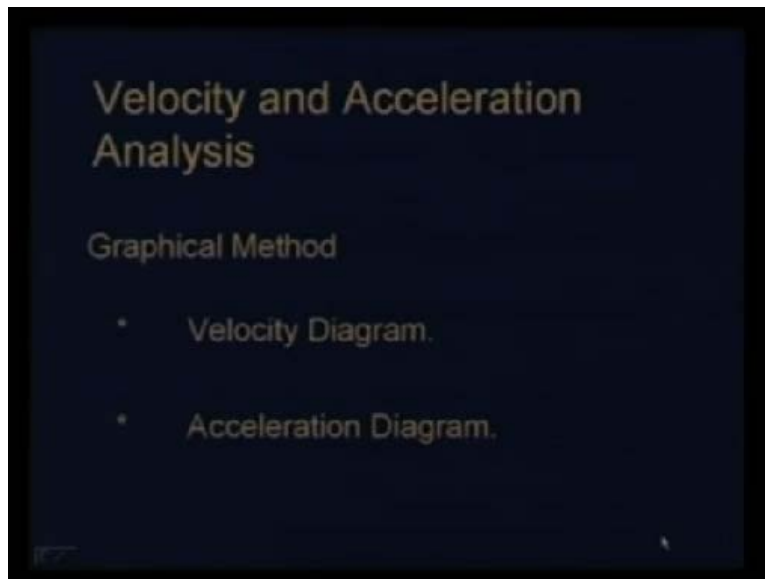 Velocity and Acceleration
Analysis
Graphical Method
* Velocity Diagram.
* Acceleration Diagram.